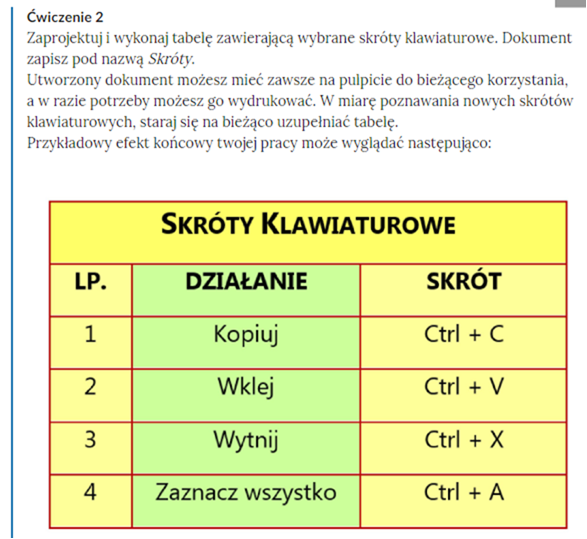 Ćwiczenie 2
Zaprojektuj i wykonaj tabelę zawierającą wybrane skróty klawiaturowe. Dokument
zapisz pod nazwą Skróty.
Utworzony dokument możesz mieć zawsze na pulpicie do bieżącego korzystania,
a w razie potrzeby możesz go wydrukować. W miarę poznawania nowych skrótów
klawiaturowych, staraj się na bieżąco uzupełniać tabelę.
Przykładowy efekt końcowy twojej pracy może wyglądać następująco:
SKRÓTY KLAWIATUROWE
LP. DZIAŁANIE SKRÓT
1 Kopiuj Ctrl + C
2 Wklej Ctrl + V
3 Wytnij Ctrl + X
4 Zaznacz wszystko Ctrl + A